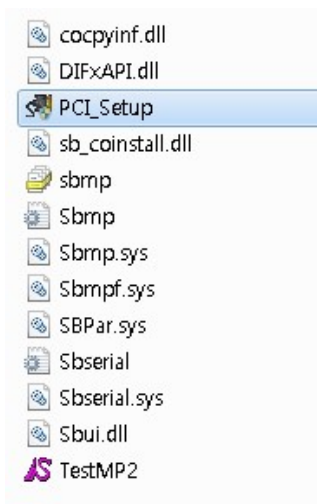 cocpyinf.dll
DIFxAPI.dll
PCI_Setup
sb_coinstall.dll
sbmp
Sbmp
Sbmp.sys
Sbmpf.sys
SBPar.sys
Sbserial
Sbserial.sys
Sbui.dll
TestMP2